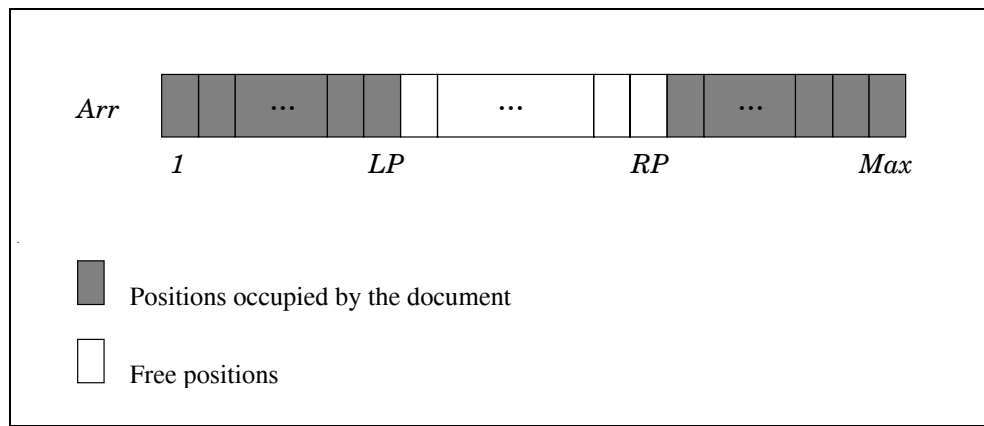 ... ... ...
Arr
1 LP RP Max
Positions occupied by the document
Free positions